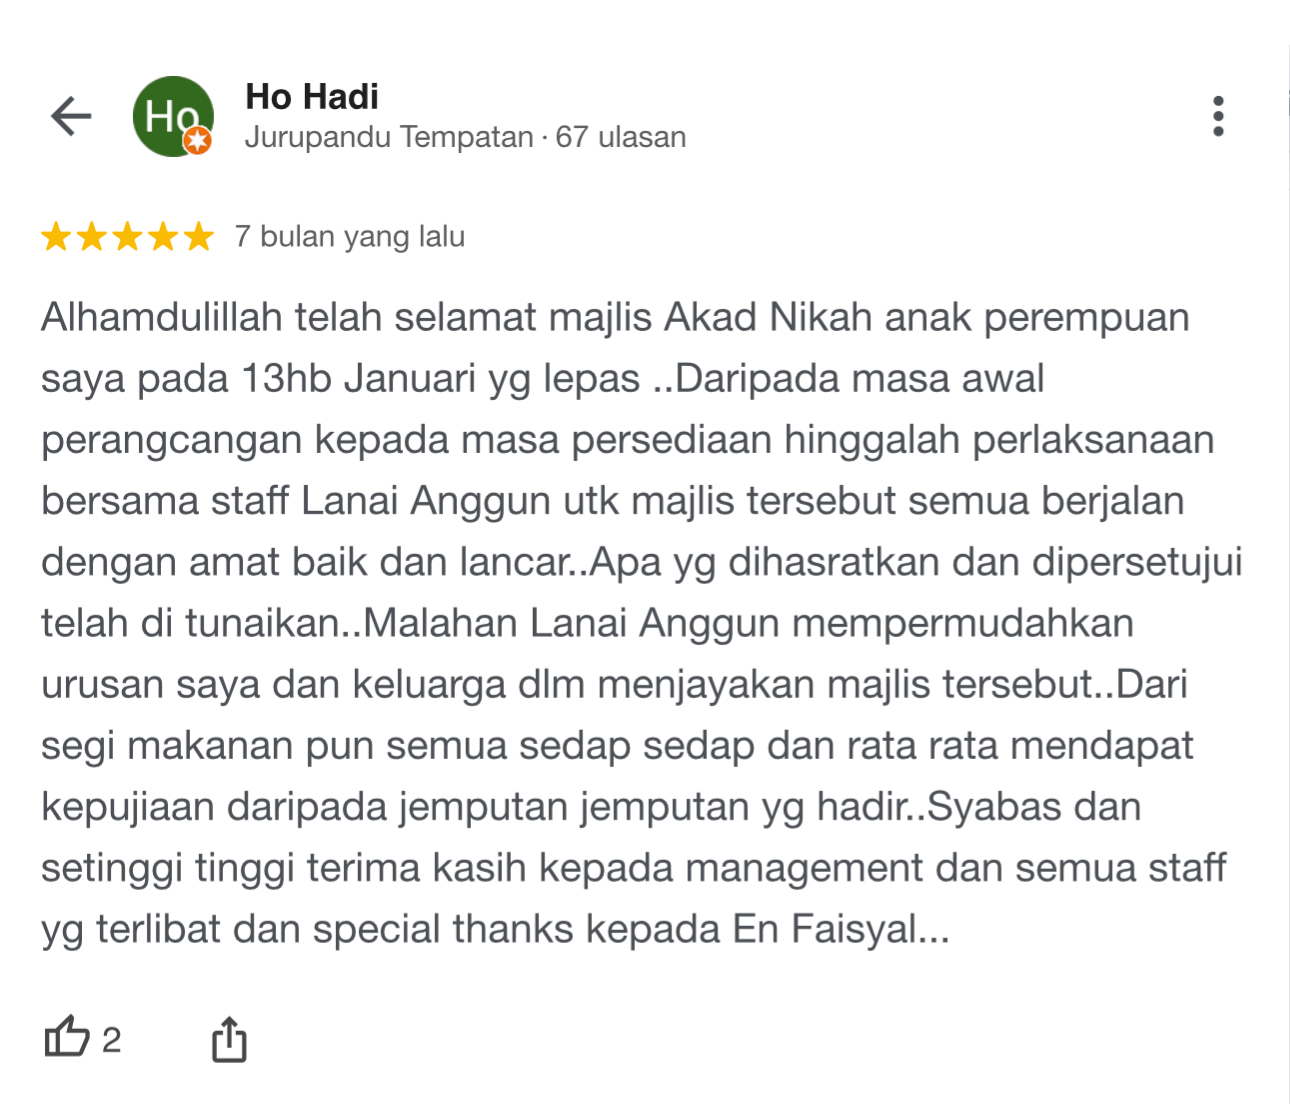 Ho
Ho Hadi
Jurupandu Tempatan · 67 ulasan
7 bulan yang lalu
Alhamdulillah telah selamat majlis Akad Nikah anak perempuan
saya pada 13hb Januari yg lepas ..Daripada masa awal
perangcangan kepada masa persediaan hinggalah perlaksanaan
bersama staff Lanai Anggun utk majlis tersebut semua berjalan
dengan amat baik dan lancar..Apa yg dihasratkan dan dipersetujui
telah di tunaikan..Malahan Lanai Anggun mempermudahkan
urusan saya dan keluarga dlm menjayakan majlis tersebut..Dari
segi makanan pun semua sedap sedap dan rata rata mendapat
kepujiaan daripada jemputan jemputan yg hadir..Syabas dan
setinggi tinggi terima kasih kepada management dan semua staff
yg terlibat dan special thanks kepada En Faisyal...
2